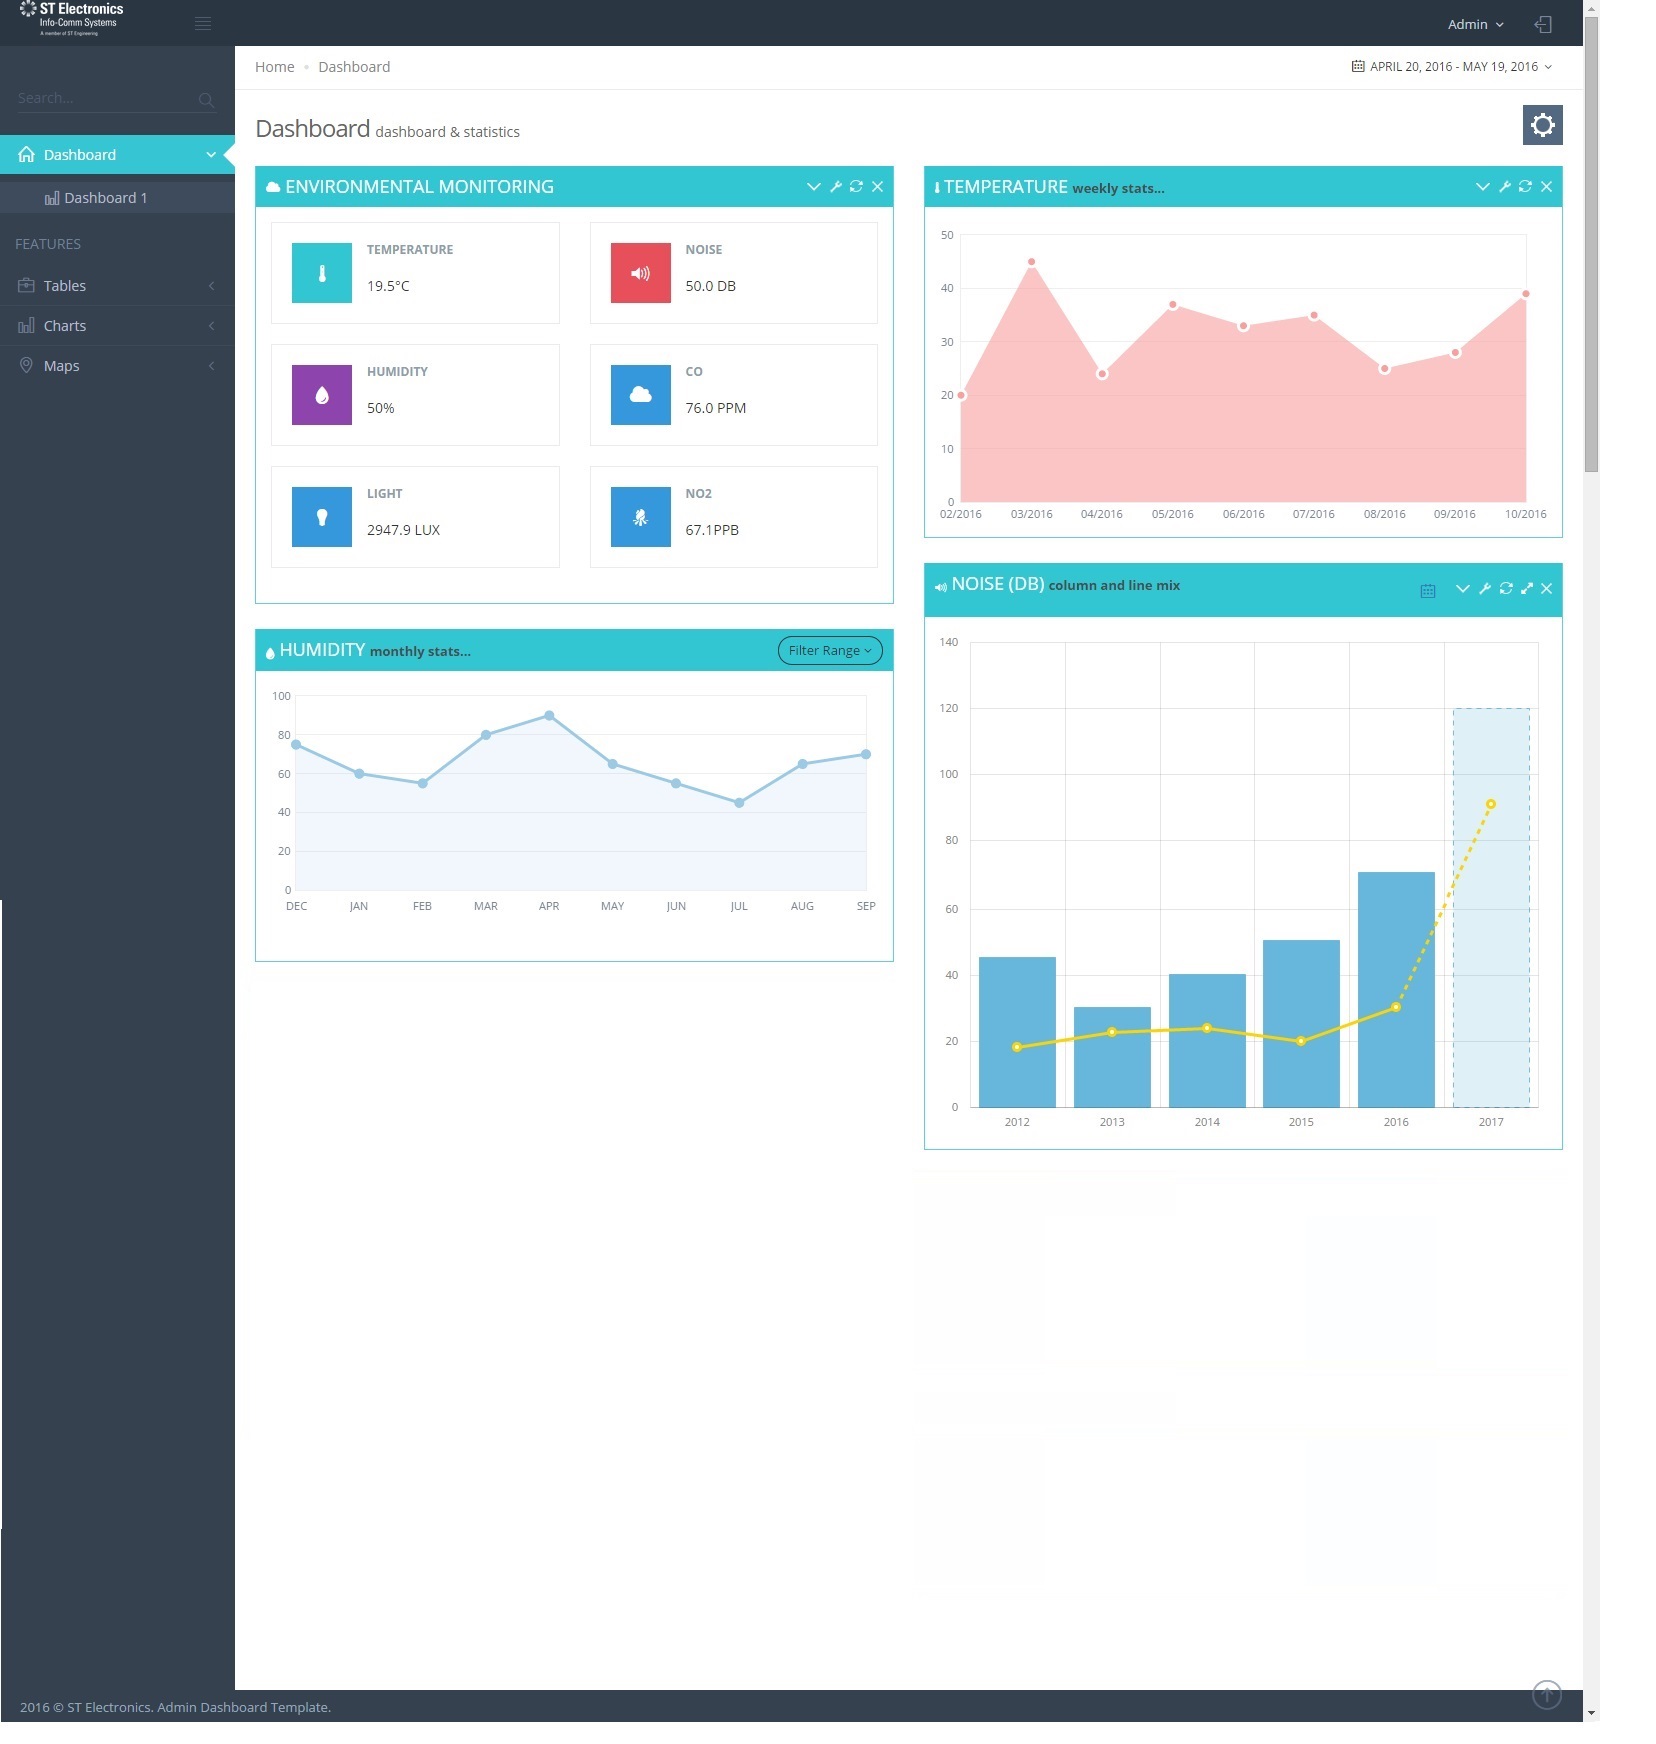 ST Electronics
Info-Comm Systems
A member of ST Engineering
Admin
Home • Dashboard
APRIL 20, 2016 - MAY 19, 2016
Search...
Dashboard
Dashboard 1
FEATURES
Tables
Charts
Maps
Dashboard dashboard & statistics
ENVIRONMENTAL MONITORING
TEMPERATURE
19.5°C
NOISE
50.0 DB
HUMIDITY
50%
CO
76.0 PPM
LIGHT
2947.9 LUX
NO2
67.1PPB
TEMPERATURE weekly stats...
50
40
30
20
10
0
02/2016 03/2016 04/2016 05/2016 06/2016 07/2016 08/2016 09/2016 10/2016
HUMIDITY monthly stats...
Filter Range
100
80
60
40
20
0
DEC JAN FEB MAR APR MAY JUN JUL AUG SEP
NOISE (DB) column and line mix
140
120
100
80
60
40
20
0
2012 2013 2014 2015 2016 2017
2016 © ST Electronics. Admin Dashboard Template.